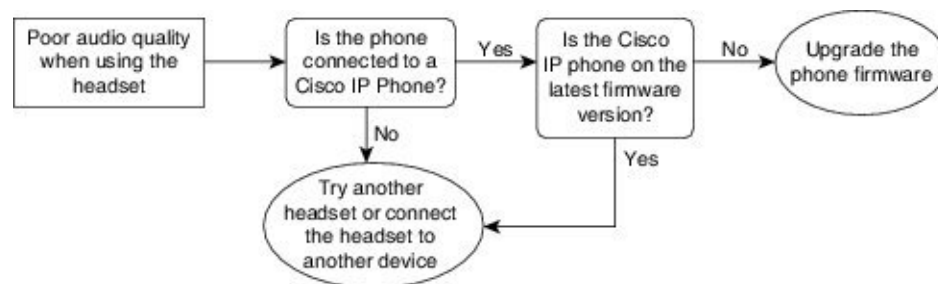 Poor audio quality
when using the
headset
Is the phone
connected to a
Cisco IP Phone?
Yes
Is the Cisco
IP phone on the
latest firmware
version?
No
Upgrade the
phone firmware
No
Yes
Try another
headset or connect
the headset to
another device